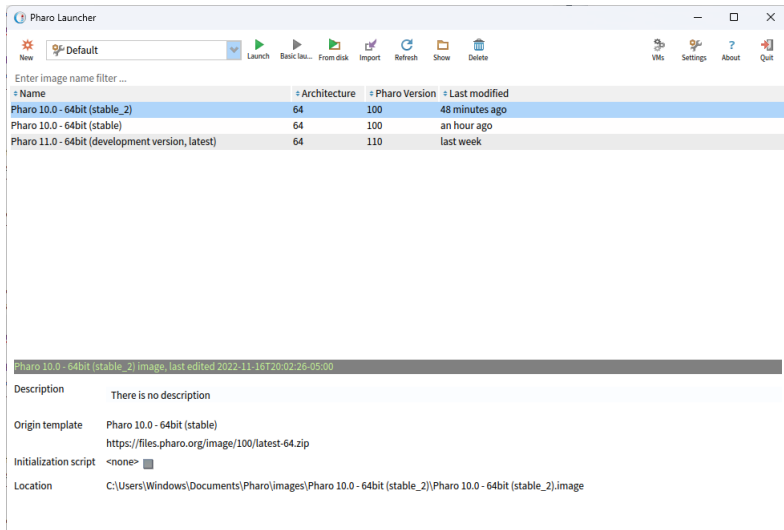 Pharo Launcher
New Default Launch Basic lau... From disk Import Refresh Show Delete VMs Settings About Quit
Enter image name filter ...
Name Architecture Pharo Version Last modified
Pharo 10.0 - 64bit (stable_2) 64 100 48 minutes ago
Pharo 10.0 - 64bit (stable) 64 100 an hour ago
Pharo 11.0 - 64bit (development version, latest) 64 110 last week
Pharo 10.0 - 64bit (stable_2) image, last edited 2022-11-16T20:02:26-05:00
Description There is no description
Origin template Pharo 10.0 - 64bit (stable)
https://files.pharo.org/image/100/latest-64.zip
Initialization script <none>
Location C:\Users\Windows\Documents\Pharo\images\Pharo 10.0 - 64bit (stable_2)\Pharo 10.0 - 64bit (stable_2).image